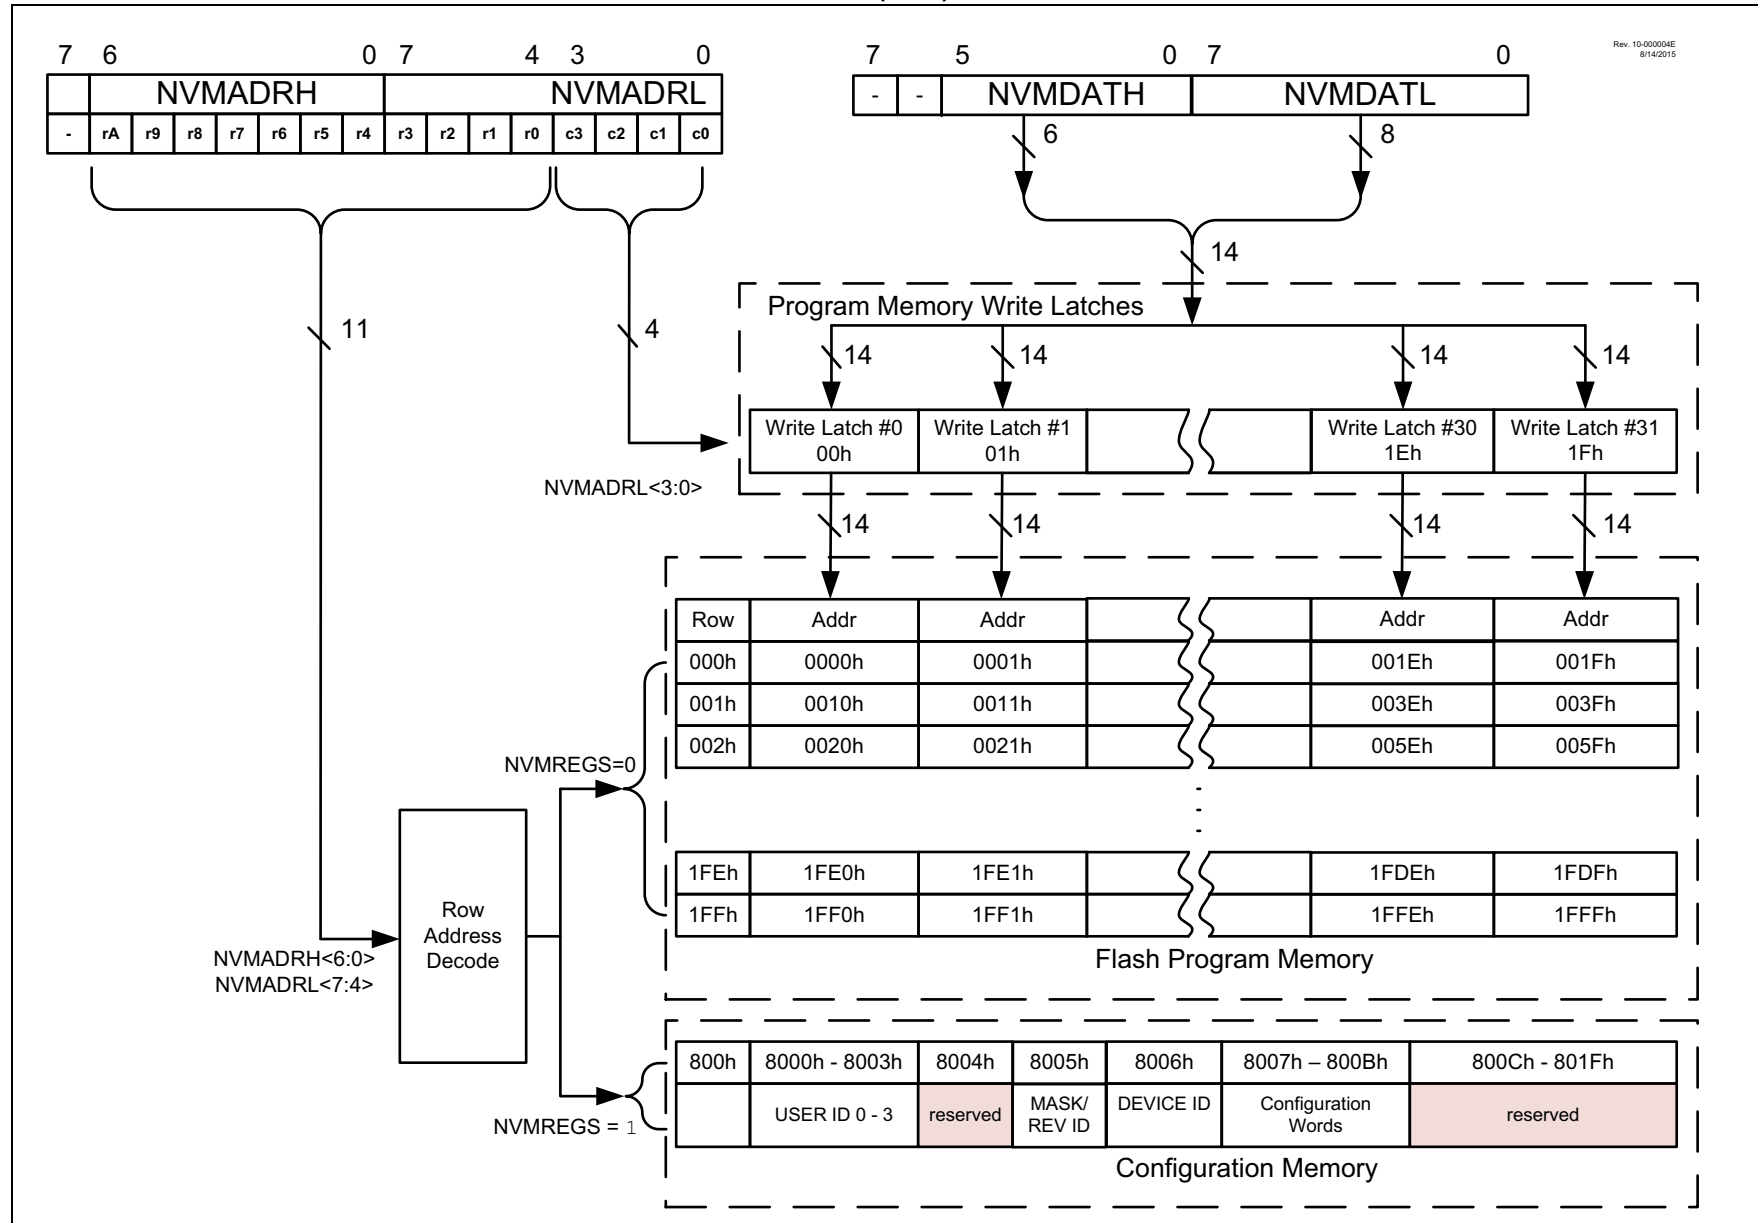 7 6 0 7 4 3 0
NVMADRH NVMADRL
- rA r9 r8 r7 r6 r5 r4 r3 r2 r1 r0 c3 c2 c1 c0
7 5 0 7 0
- - NVMDATH NVMDATL
Rev. 10-000004E
8/14/2015
6 8
14
11
4
Program Memory Write Latches
14 14 14 14
Write Latch #0
00h
Write Latch #1
01h
Write Latch #30
1Eh
Write Latch #31
1Fh
NVMADRL<3:0>
14 14 14 14
Row Addr Addr Addr Addr
000h 0000h 0001h 001Eh 001Fh
001h 0010h 0011h 003Eh 003Fh
002h 0020h 0021h 005Eh 005Fh
NVMREGS=0
1FEh 1FE0h 1FE1h 1FDEh 1FDFh
1FFh 1FF0h 1FF1h 1FFEh 1FFFh
Flash Program Memory
Row
Address
Decode
NVMADRH<6:0>
NVMADRL<7:4>
800h 8000h - 8003h 8004h 8005h 8006h 8007h – 800Bh 800Ch - 801Fh
USER ID 0 - 3
reserved
MASK/
REV ID
DEVICE ID
Configuration
Words
reserved
NVMREGS = 1
Configuration Memory